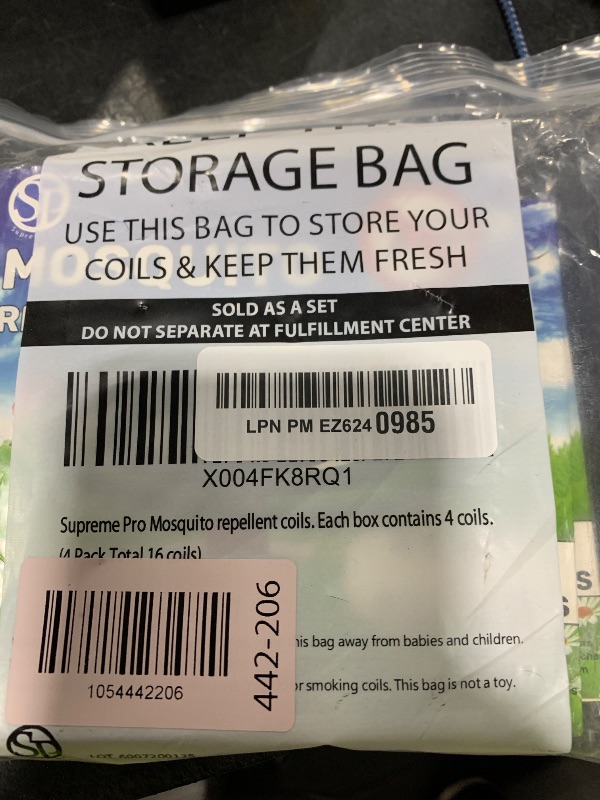 STORAGE BAG
USE THIS BAG TO STORE YOUR
COILS & KEEP THEM FRESH
SOLD AS A SET
DO NOT SEPARATE AT FULFILLMENT CENTER
LPN PM EZ624 0985
X004FK8RQ1
Supreme Pro Mosquito repellent coils. Each box contains 4 coils.
(4 Pack Total 16 coils)
his bag away from babies and children.
or smoking coils. This bag is not a toy.
1054442206
442-206
MOSQUITO